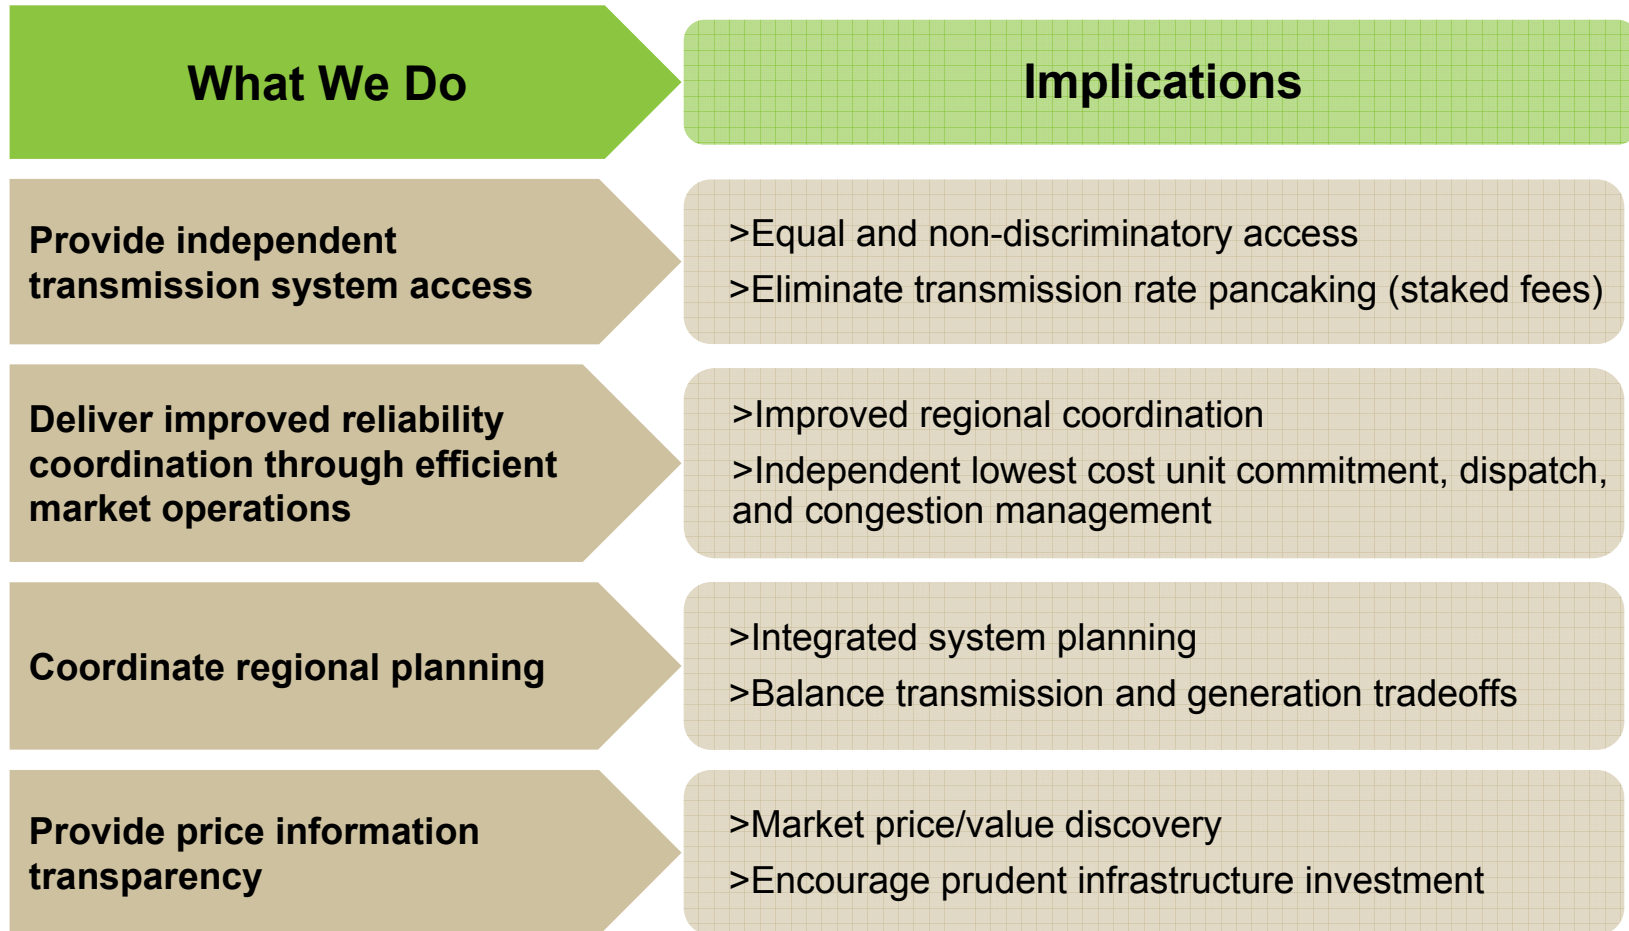 What We Do
Implications
Provide independent
transmission system access
>Equal and non-discriminatory access
>Eliminate transmission rate pancaking (staked fees)
Deliver improved reliability
coordination through efficient
market operations
>Improved regional coordination
>Independent lowest cost unit commitment, dispatch,
and congestion management
Coordinate regional planning
>Integrated system planning
>Balance transmission and generation tradeoffs
Provide price information
transparency
>Market price/value discovery
>Encourage prudent infrastructure investment